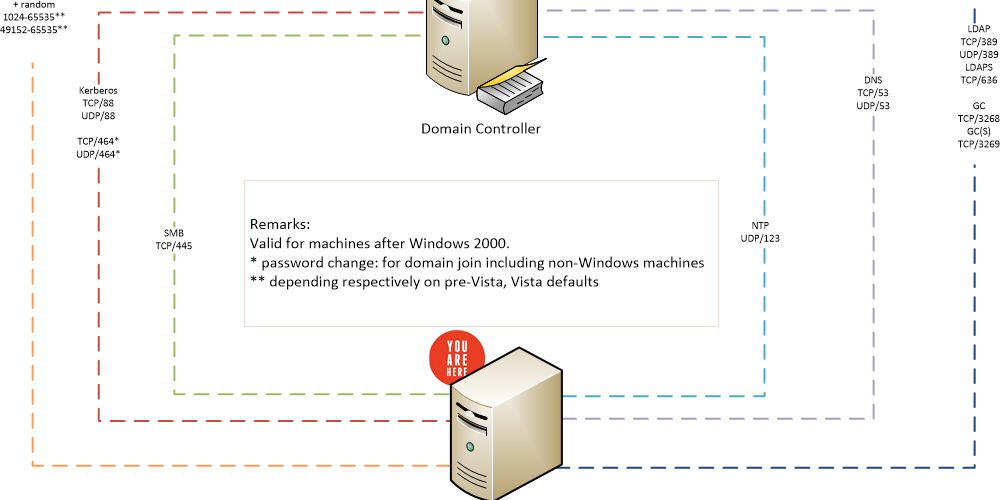 + random
1024-65535**
49152-65535**
Kerberos
TCP/88
UDP/88
TCP/464*
UDP/464*
SMB
TCP/445
Domain Controller
Remarks:
Valid for machines after Windows 2000.
* password change: for domain join including non-Windows machines
** depending respectively on pre-Vista, Vista defaults
YOU
ARE
HERE
NTP
UDP/123
DNS
TCP/53
UDP/53
LDAP
TCP/389
UDP/389
LDAPS
TCP/636
GC
TCP/3268
GC(S)
TCP/3269